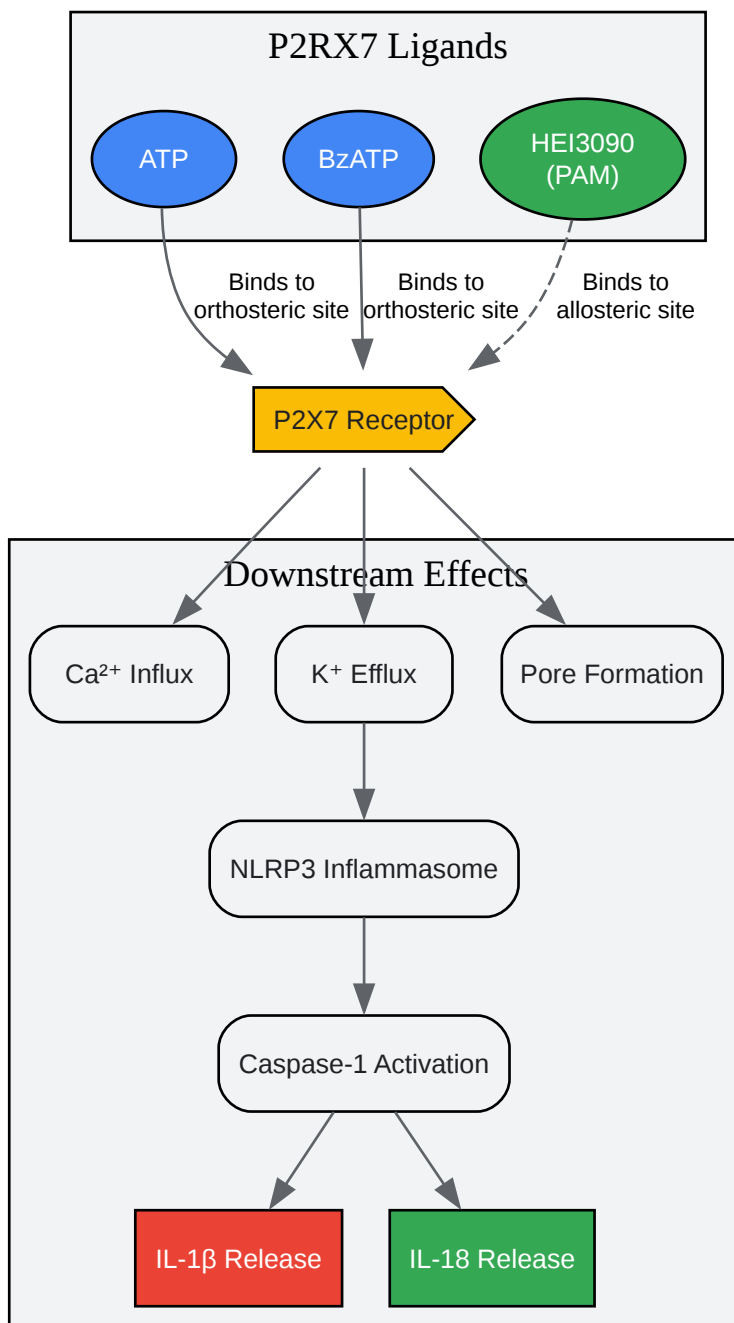 P2RX7 Ligands
ATP
BzATP
HEI3090
(PAM)
Binds to
orthosteric site
Binds to
orthosteric site
Binds to
allosteric site
P2X7 Receptor
Downstream Effects
Ca²⁺ Influx
K⁺ Efflux
Pore Formation
NLRP3 Inflammasome
Caspase-1 Activation
IL-1β Release
IL-18 Release